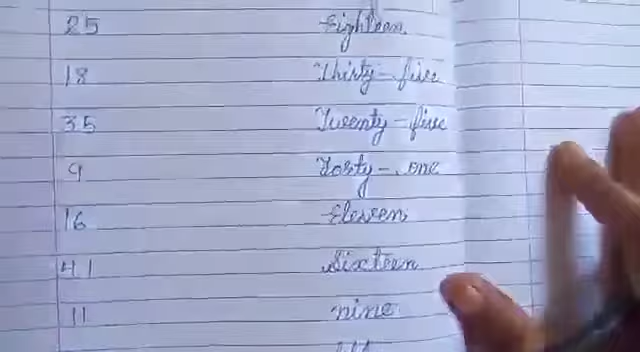 25 Eighteen
18 Thirty-five
35 Twenty-five
9 Forty-one
16 Eleven
41 Sixteen
11 nine